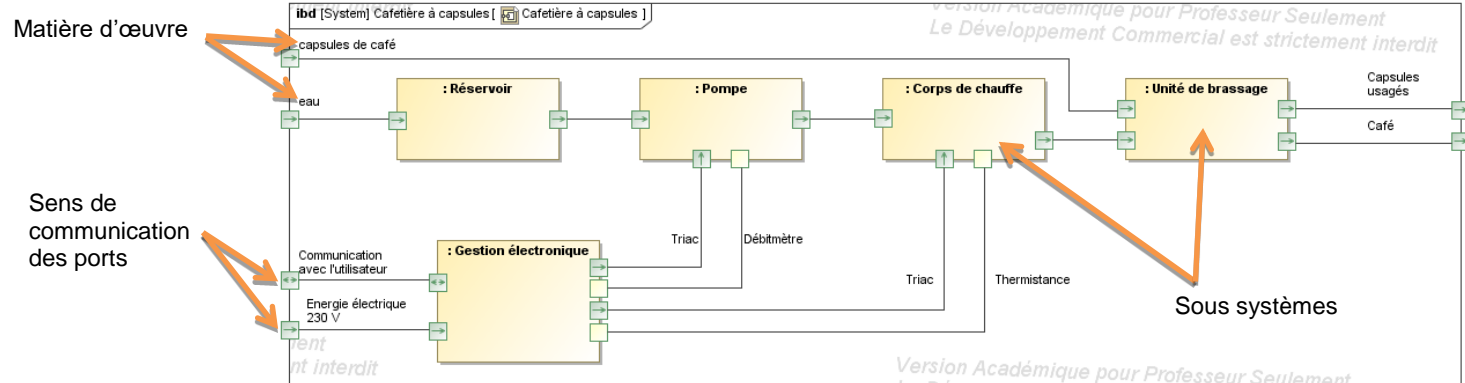 ibd [System] Cafetière à capsules [ Cafetière à capsules ]
Version Académique pour Professeur Seulement
Le Développement Commercial est strictement interdit
Matière d'œuvre
capsules de café
eau
: Réservoir
: Pompe
: Corps de chauffe
: Unité de brassage
Capsules
usagés
Café
Sens de
communication
des ports
Communication
avec l'utilisateur
Energie électrique
230 V
: Gestion électronique
Triac
Débitmètre
Triac
Thermistance
Sous systèmes
nt interdit
Version Académique pour Professeur Seulement